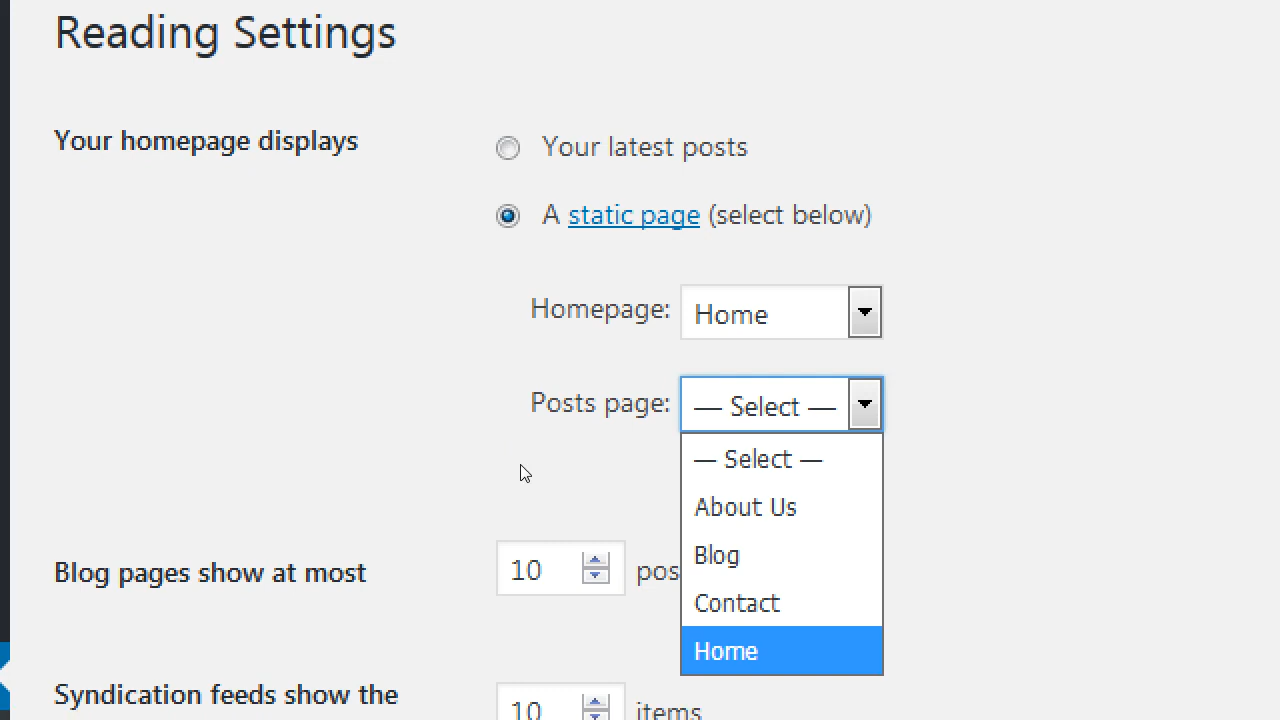 Reading Settings
Your homepage displays
Your latest posts
A static page (select below)
Homepage: Home
Posts page: — Select —
— Select —
About Us
Blog
Contact
Home
Blog pages show at most 10 pos
Syndication feeds show the 10 items